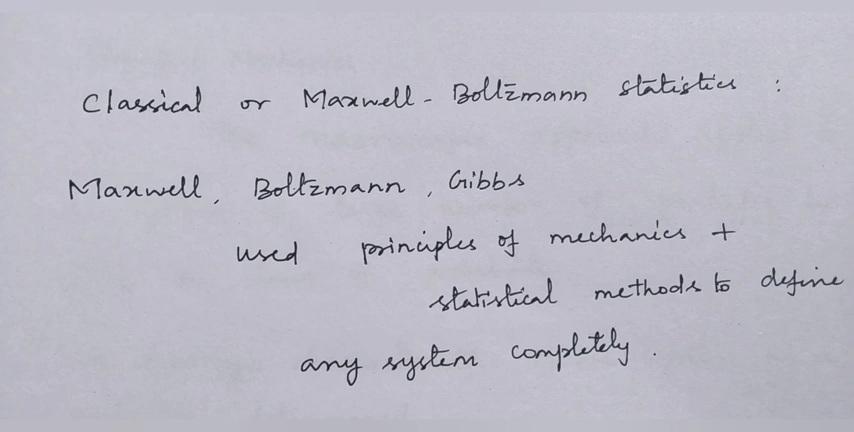 Classical or Maxwell - Boltzmann statistics :
Maxwell, Boltzmann, Gibbs
used principles of mechanics +
statistical methods to define
any system completely.